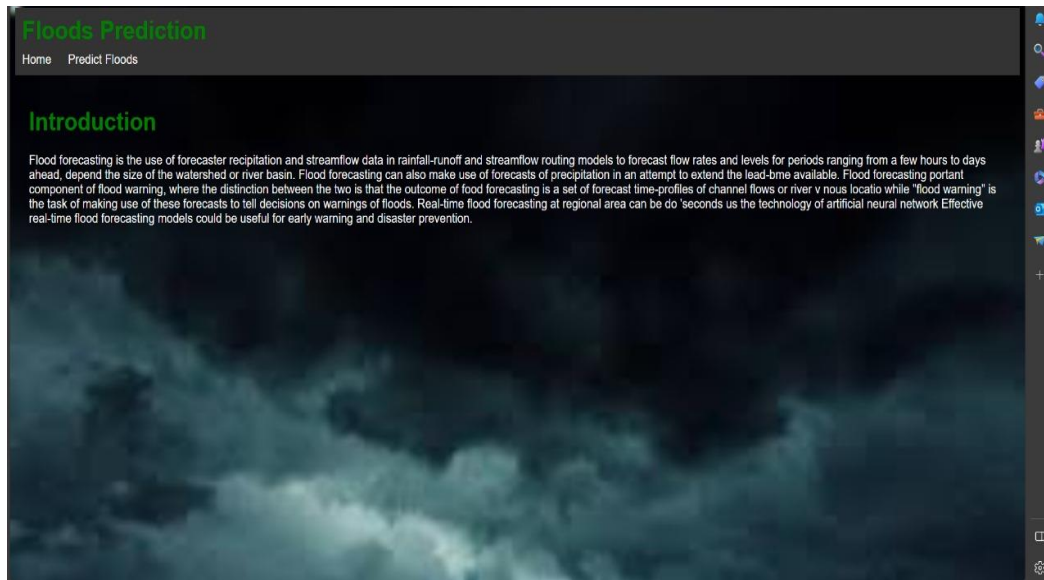 Floods Prediction
Home Predict Floods
Introduction
Flood forecasting is the use of forecaster recipitation and streamflow data in rainfall-runoff and streamflow routing models to forecast flow rates and levels for periods ranging from a few hours to days
ahead, depend the size of the watershed or river basin. Flood forecasting can also make use of forecasts of precipitation in an attempt to extend the lead-bme available. Flood forecasting portant
component of flood warning, where the distinction between the two is that the outcome of food forecasting is a set of forecast time-profiles of channel flows or river v nous locatio while "flood warning" is
the task of making use of these forecasts to tell decisions on warnings of floods. Real-time flood forecasting at regional area can be do 'seconds us the technology of artificial neural network Effective
real-time flood forecasting models could be useful for early warning and disaster prevention.